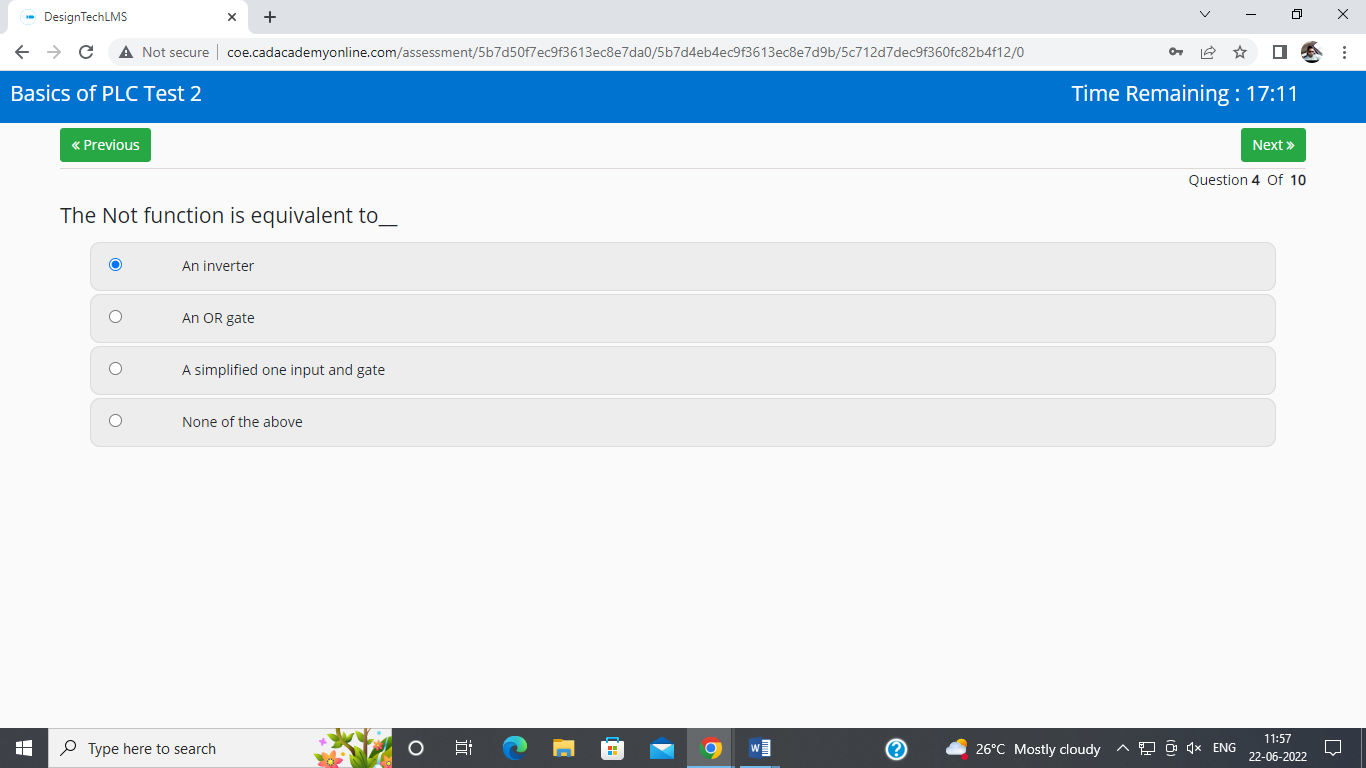 DesignTechLMS
Not secure
coe.cadacademyonline.com/assessment/5b7d50f7ec9f3613ec8e7da0/5b7d4eb4ec9f3613ec8e7d9b/5c712d7dec9f360fc82b4f12/0
Basics of PLC Test 2
Time Remaining : 17:11
« Previous
Next »
Question 4 Of 10
The Not function is equivalent to__
An inverter
An OR gate
A simplified one input and gate
None of the above
Type here to search
26°C Mostly cloudy
ENG
11:57
22-06-2022